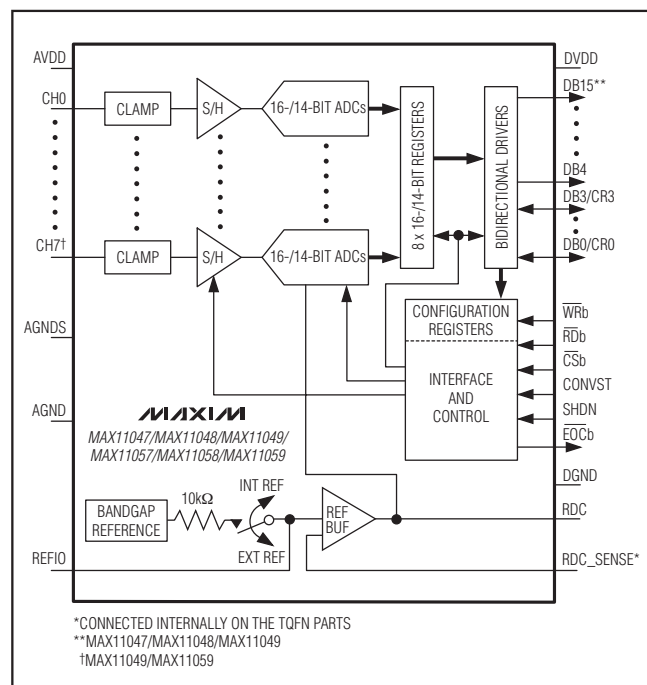 AVDD
DVDD
CH0
CLAMP
S/H
16-/14-BIT ADCs
8 x 16-/14-BIT REGISTERS
BIDIRECTIONAL DRIVERS
DB15**
DB4
DB3/CR3
DB0/CR0
CH7†
CLAMP
S/H
16-/14-BIT ADCs
CONFIGURATION
REGISTERS
INTERFACE
AND
CONTROL
WRb
RDb
CSb
CONVST
SHDN
EOCb
AGNDS
AGND
MAXIM
MAX11047/MAX11048/MAX11049/
MAX11057/MAX11058/MAX11059
DGND
BANDGAP
REFERENCE
10kΩ
INT REF
EXT REF
REF
BUF
RDC
REFIO
RDC_SENSE*
*CONNECTED INTERNALLY ON THE TQFN PARTS
**MAX11047/MAX11048/MAX11049
†MAX11049/MAX11059